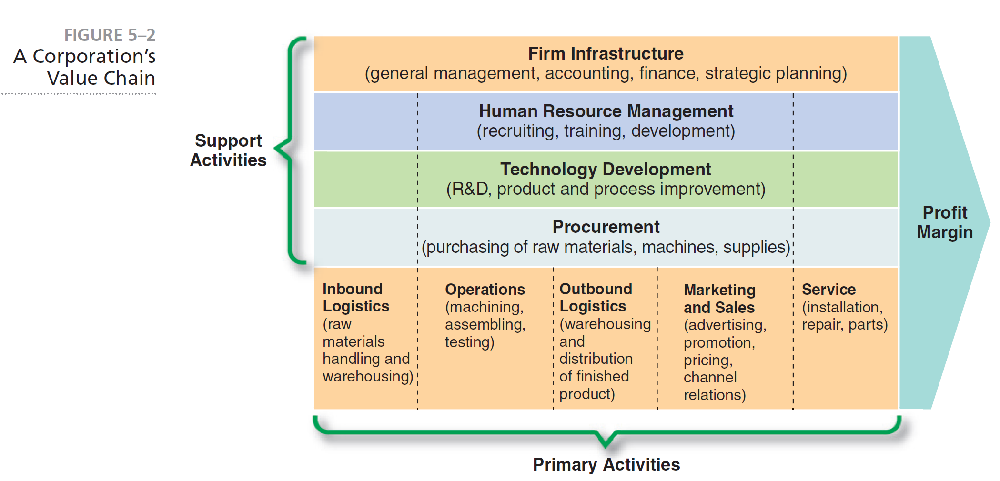 FIGURE 5–2
A Corporation’s
Value Chain
Support
Activities
Firm Infrastructure
(general management, accounting, finance, strategic planning)
Human Resource Management
(recruiting, training, development)
Technology Development
(R&D, product and process improvement)
Procurement
(purchasing of raw materials, machines, supplies)
Inbound
Logistics
(raw
materials
handling and
warehousing)
Operations
(machining,
assembling,
testing)
Outbound
Logistics
(warehousing
and
distribution
of finished
product)
Marketing
and Sales
(advertising,
promotion,
pricing,
channel
relations)
Service
(installation,
repair, parts)
Profit
Margin
Primary Activities